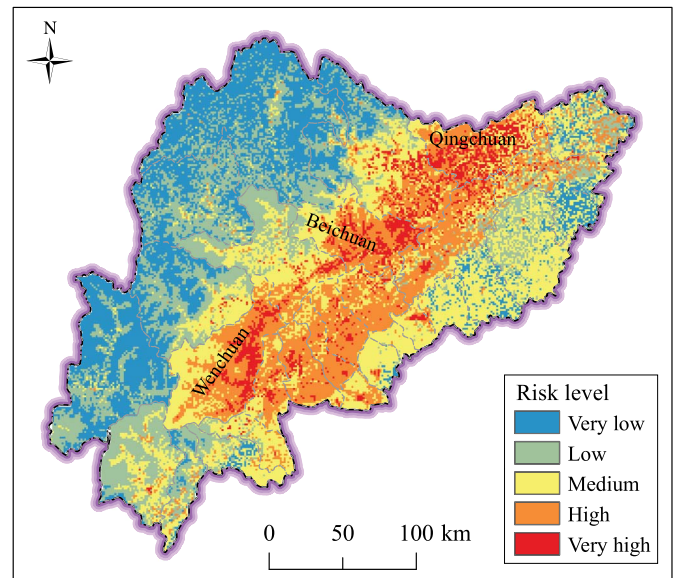 N
Qingchuan
Beichuan
Wenchuan
Risk level
Very low
Low
Medium
High
Very high
0 50 100 km